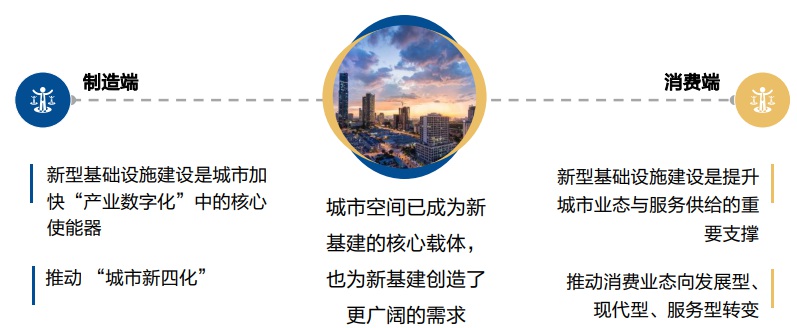 制造端
消费端
新型基础设施建设是城市加
快“产业数字化”中的核心
使能器
推动 “城市新四化”
城市空间已成为新
基建的核心载体，
也为新基建创造了
更广阔的需求
新型基础设施建设是提升
城市业态与服务供给的重
要支撑
推动消费业态向发展型、
现代型、服务型转变